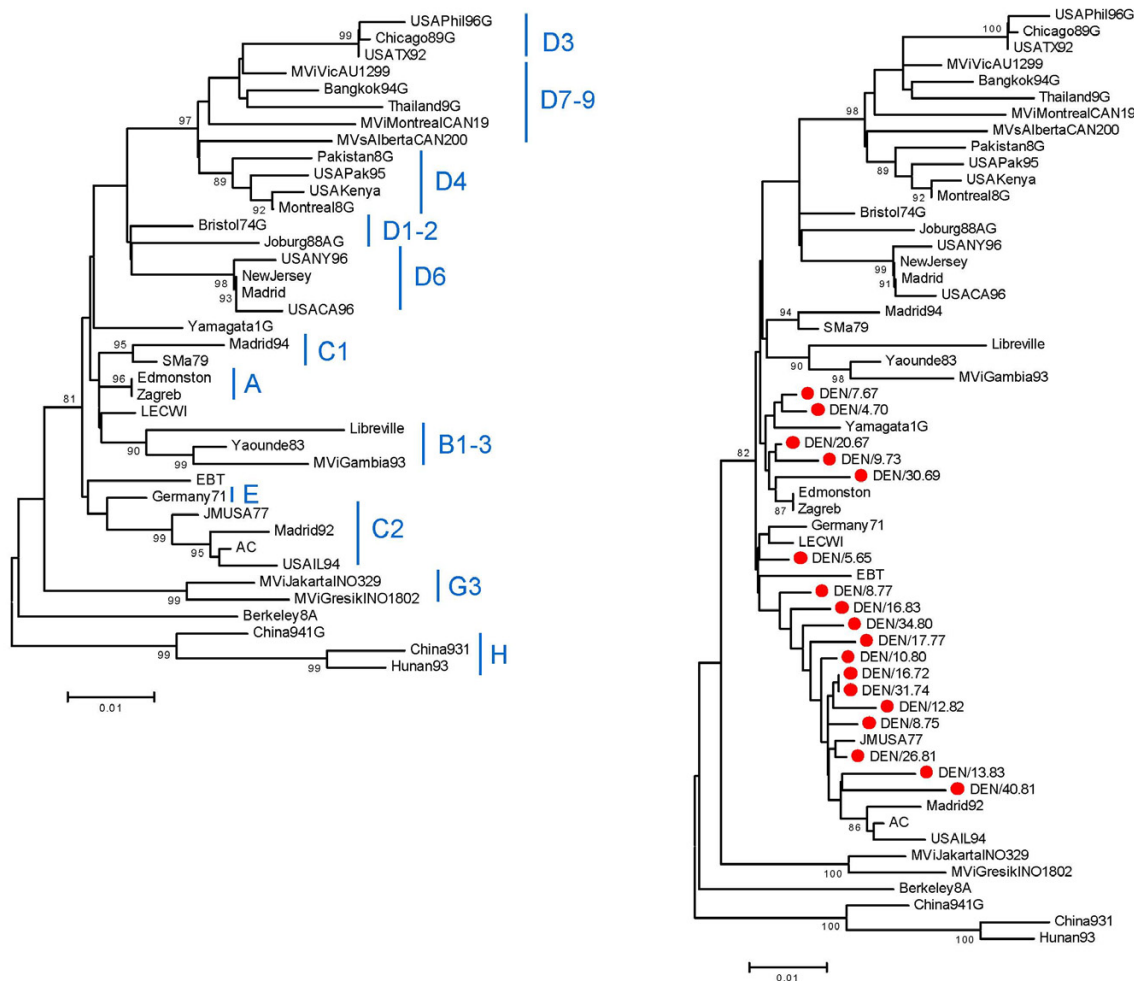 USAPhil96G
99
Chicago89G
USATX92
D3
MViVicAU1299
Bangkok94G
Thailand9G
D7-9
MViMontrealCAN19
97
MVsAlbertaCAN200
Pakistan8G
89
USAPak95
D4
USAKenya
92
Montreal8G
Bristol74G
D1-2
Joburg88AG
USANY96
98
NewJersey
D6
93
Madrid
USACA96
Yamagata1G
95
Madrid94
C1
SMa79
96
Edmonston
A
Zagreb
81
LECWI
Libreville
90
Yaounde83
B1-3
99
MViGambia93
EBT
Germany71
E
JMUSA77
99
Madrid92
C2
95
AC
USAIL94
MViJakartaINO329
G3
99
MViGresikINO1802
Berkeley8A
China941G
99
China931
H
99
Hunan93
0.01
USAPhil96G
100
Chicago89G
USATX92
MViVicAU1299
Bangkok94G
Thailand9G
98
MViMontrealCAN19
MVsAlbertaCAN200
Pakistan8G
89
USAPak95
USAKenya
92
Montreal8G
Bristol74G
Joburg88AG
USANY96
99
NewJersey
91
Madrid
USACA96
94
Madrid94
SMa79
Libreville
90
Yaounde83
98
MViGambia93
DEN/7.67
DEN/4.70
Yamagata1G
DEN/20.67
82
DEN/9.73
DEN/30.69
Edmonston
87
Zagreb
Germany71
LECWI
DEN/5.65
EBT
DEN/8.77
DEN/16.83
DEN/34.80
DEN/17.77
DEN/10.80
DEN/16.72
DEN/31.74
DEN/12.82
DEN/8.75
JMUSA77
DEN/26.81
DEN/13.83
DEN/40.81
Madrid92
86
AC
USAIL94
MViJakartaINO329
100
MViGresikINO1802
Berkeley8A
China941G
100
China931
100
Hunan93
0.01